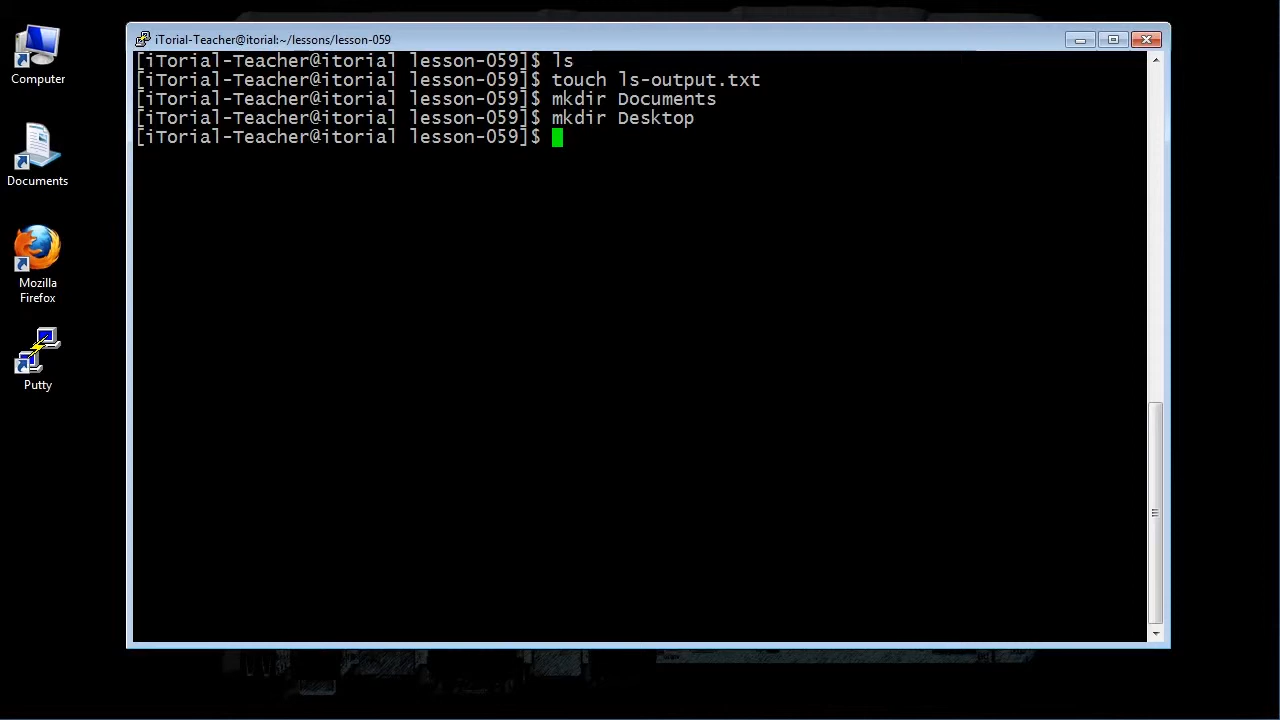 Computer
Documents
Mozilla
Firefox
Putty
iTorial-Teacher@itorial:~/lessons/lesson-059
[iTorial-Teacher@itorial lesson-059]$ ls
[iTorial-Teacher@itorial lesson-059]$ touch ls-output.txt
[iTorial-Teacher@itorial lesson-059]$ mkdir Documents
[iTorial-Teacher@itorial lesson-059]$ mkdir Desktop
[iTorial-Teacher@itorial lesson-059]$